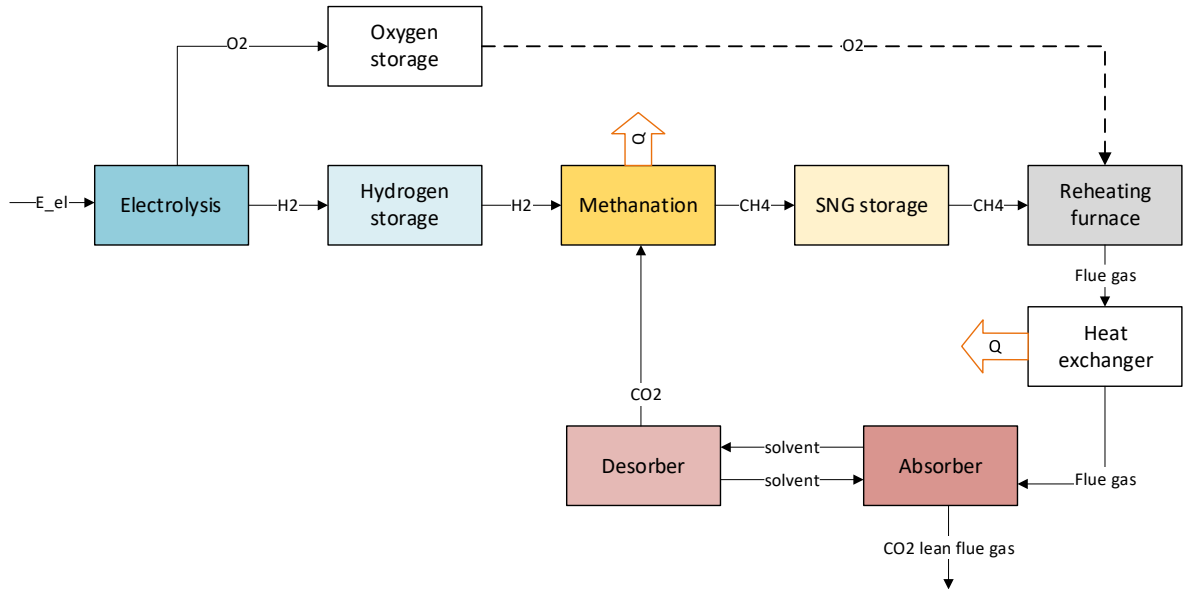 O2
Oxygen
storage
O2
Q
E_el
Electrolysis
H2
Hydrogen
storage
H2
Methanation
CH4
SNG storage
CH4
Reheating
furnace
Flue gas
Q
Heat
exchanger
CO2
Desorber
solvent
solvent
Absorber
Flue gas
CO2 lean flue gas